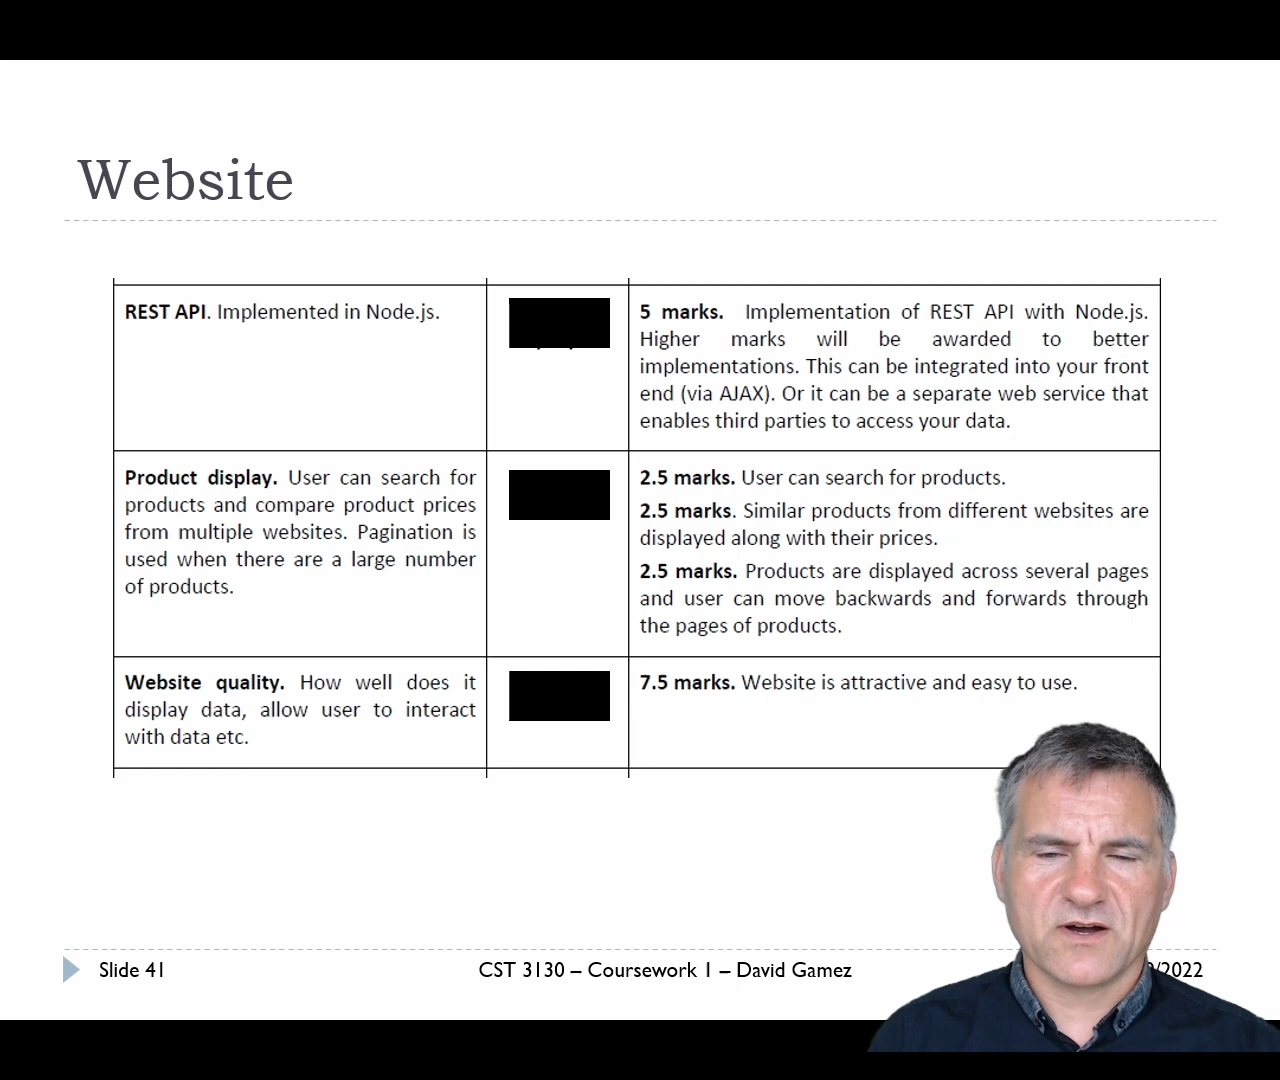 Website
REST API. Implemented in Node.js.
5 marks. Implementation of REST API with Node.js.
Higher marks will be awarded to better
implementations. This can be integrated into your front
end (via AJAX). Or it can be a separate web service that
enables third parties to access your data.
Product display. User can search for
products and compare product prices
from multiple websites. Pagination is
used when there are a large number
of products.
2.5 marks. User can search for products.
2.5 marks. Similar products from different websites are
displayed along with their prices.
2.5 marks. Products are displayed across several pages
and user can move backwards and forwards through
the pages of products.
Website quality. How well does it
display data, allow user to interact
with data etc.
7.5 marks. Website is attractive and easy to use.
Slide 41
CST 3130 – Coursework 1 – David Gamez
/2022